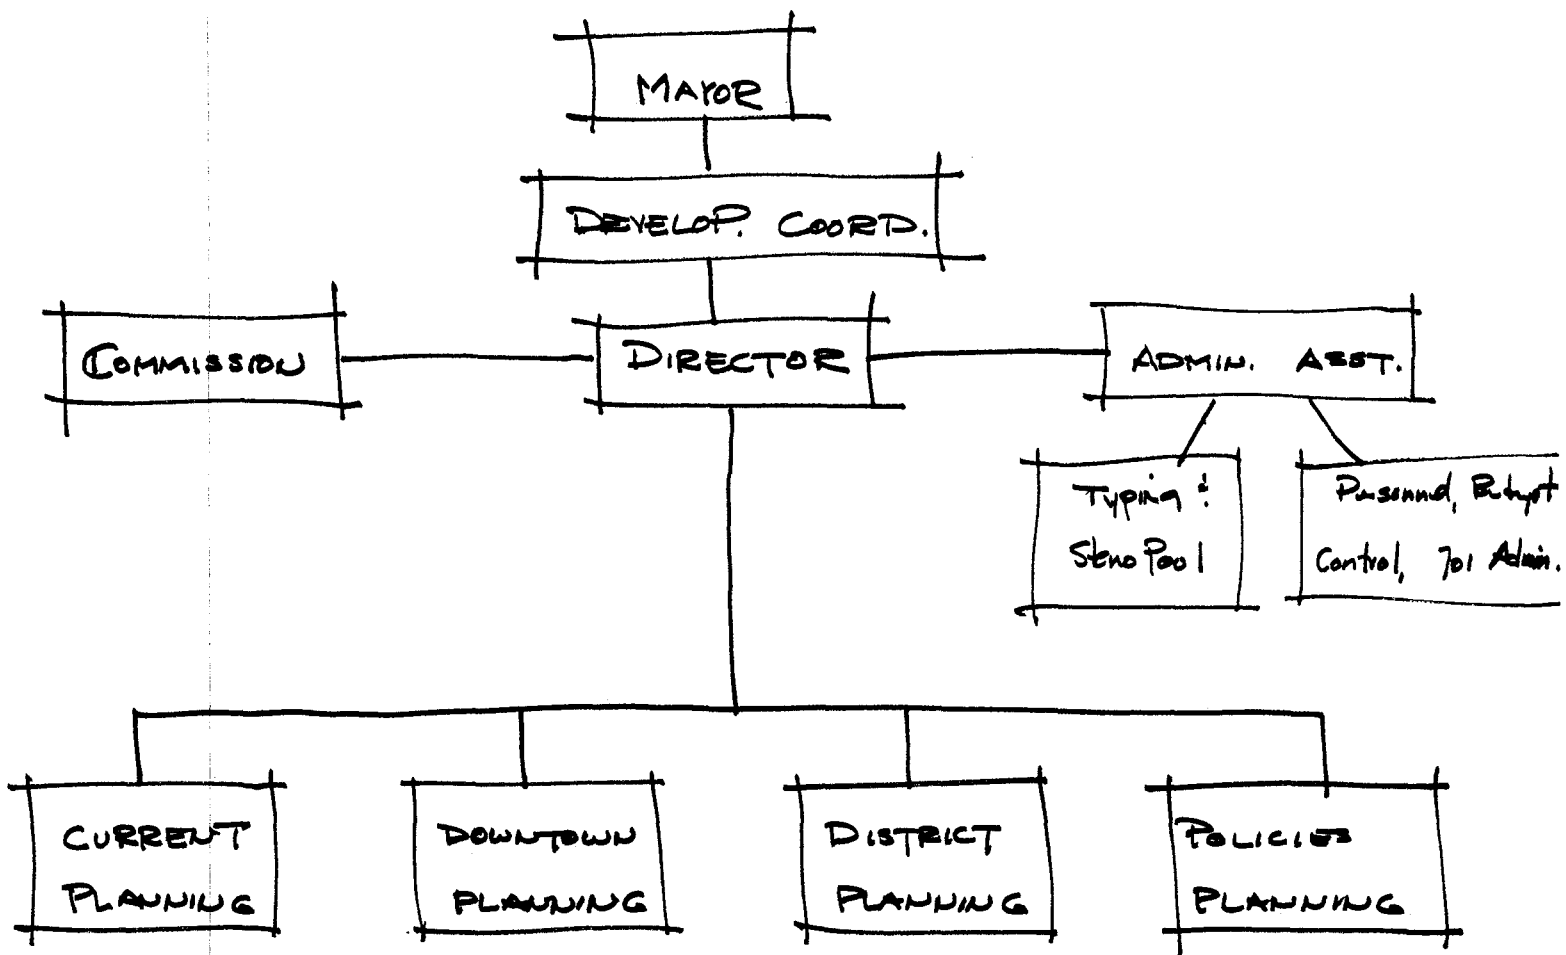 MAYOR
DEVELOP. COORD.
COMMISSION
DIRECTOR
ADMIN. ASST.
Typing &
Steno Pool
Personnel, Budget
Control, 701 Admin.
CURRENT
PLANNING
DOWNTOWN
PLANNING
DISTRICT
PLANNING
POLICIES
PLANNING